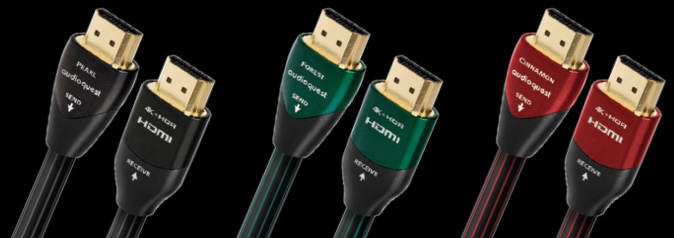 PEARL
audioquest
SEND
4K・HDR
HDMI
RECEIVE
FOREST
audioquest
SEND
4K・HDR
HDMI
RECEIVE
CINNAMON
audioquest
SEND
4K・HDR
HDMI
RECEIVE